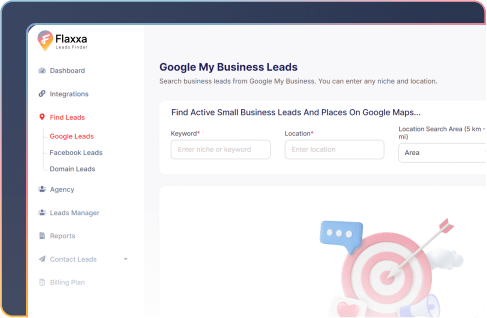 Flaxxa
Leads Finder
Dashboard
Integrations
Find Leads
Google Leads
Facebook Leads
Domain Leads
Agency
Leads Manager
Reports
Contact Leads
Billing Plan
Google My Business Leads
Search business leads from Google My Business. You can enter any niche and location.
Find Active Small Business Leads And Places On Google Maps...
Keyword*
Enter niche or keyword
Location*
Enter location
Location Search Area (5 km -
mi)
Area